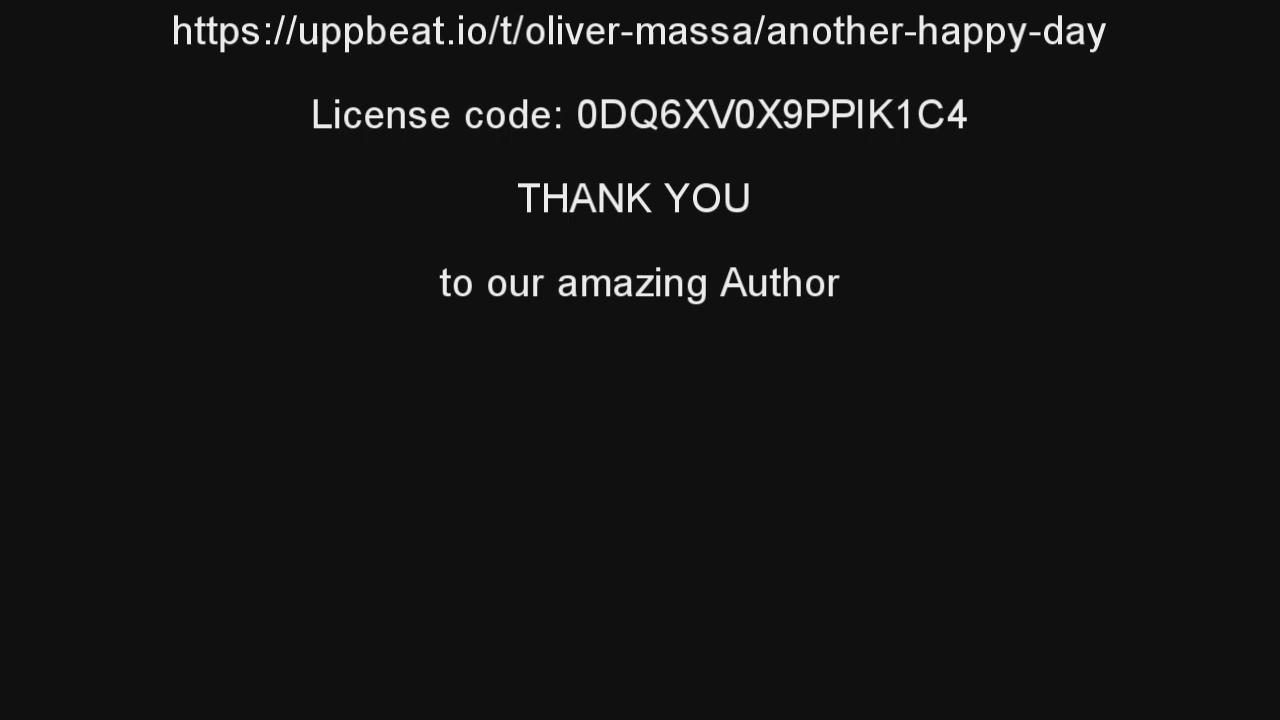 https://uppbeat.io/t/oliver-massa/another-happy-day
License code: 0DQ6XV0X9PPIK1C4
THANK YOU
to our amazing Author